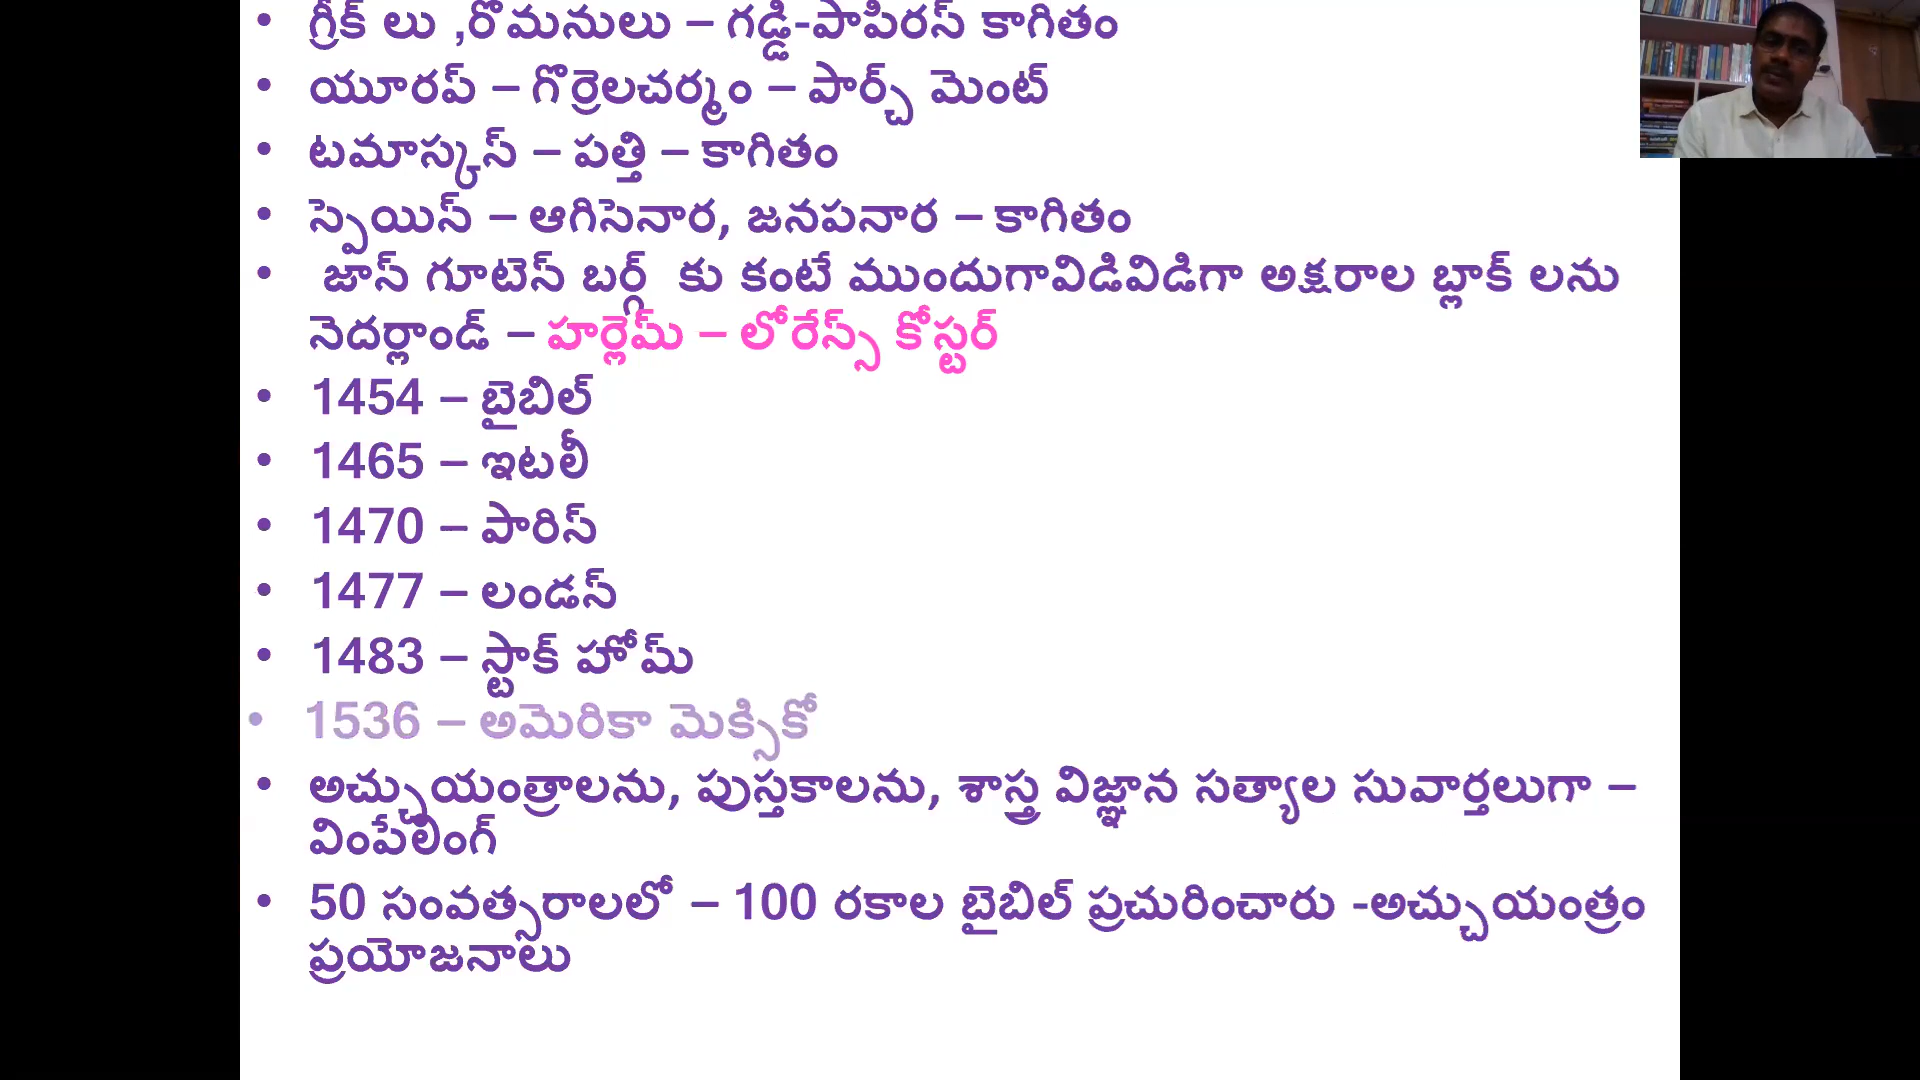 • గ్రీక్ లు ,రోమనులు – గడ్డి-పాపిరస్ కాగితం
• యూరప్ – గొర్రెలచర్మం – పార్చ్ మెంట్
• టమాస్కస్ – పత్తి – కాగితం
• స్పెయిన్ – ఆగిసెనార, జనపనార – కాగితం
• జాన్ గూటెన్ బర్గ్ కు కంటే ముందుగావిడివిడిగా అక్షరాల బ్లాక్ లను
నెదర్లాండ్ – హర్లెమ్ – లోరేన్స్ కోస్టర్
• 1454 – బైబిల్
• 1465 – ఇటలీ
• 1470 – పారిస్
• 1477 – లండన్
• 1483 – స్టాక్ హోమ్
• 1536 – అమెరికా మెక్సికో
• అచ్చుయంత్రాలను, పుస్తకాలను, శాస్త్ర విజ్ఞాన సత్యాల సువార్తలుగా –
వింపేలింగ్
• 50 సంవత్సరాలలో – 100 రకాల బైబిల్ ప్రచురించారు -అచ్చుయంత్రం
ప్రయోజనాలు